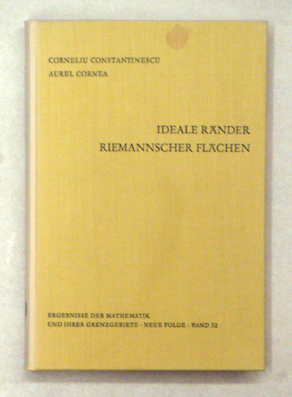 CORNELIU CONSTANTINESCU
AUREL CORNEA
IDEALE RÄNDER
RIEMANNSCHER FLÄCHEN
ERGEBNISSE DER MATHEMATIK
UND IHRER GRENZGEBIETE · NEUE FOLGE · BAND 32